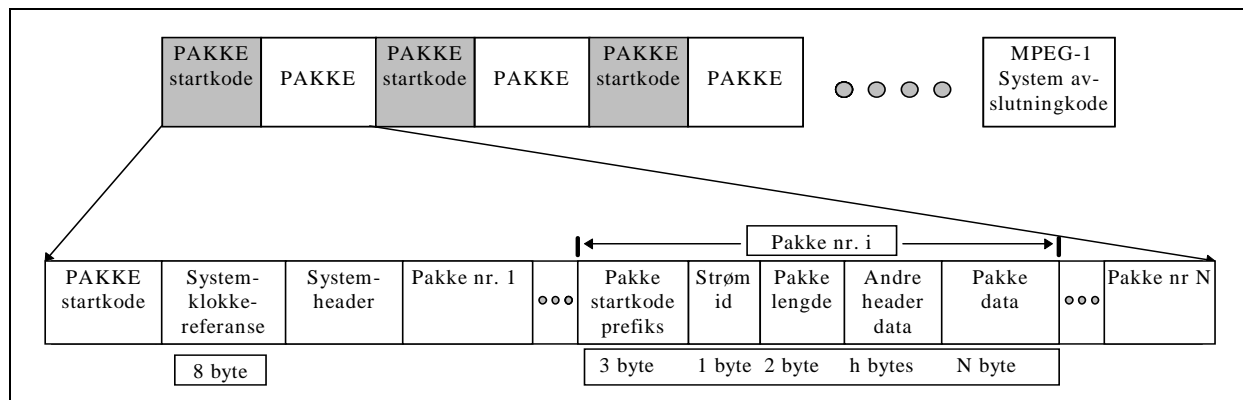 PAKKE
startkode
PAKKE
PAKKE
startkode
PAKKE
PAKKE
startkode
PAKKE
MPEG-1
System av-
slutningkode
Pakke nr. i
PAKKE
startkode
System-
klokke-
referanse
System-
header
Pakke nr. 1
Pakke
startkode
prefiks
Strøm
id
Pakke
lengde
Andre
header
data
Pakke
data
Pakke nr N
8 byte
3 byte 1 byte 2 byte h bytes N byte